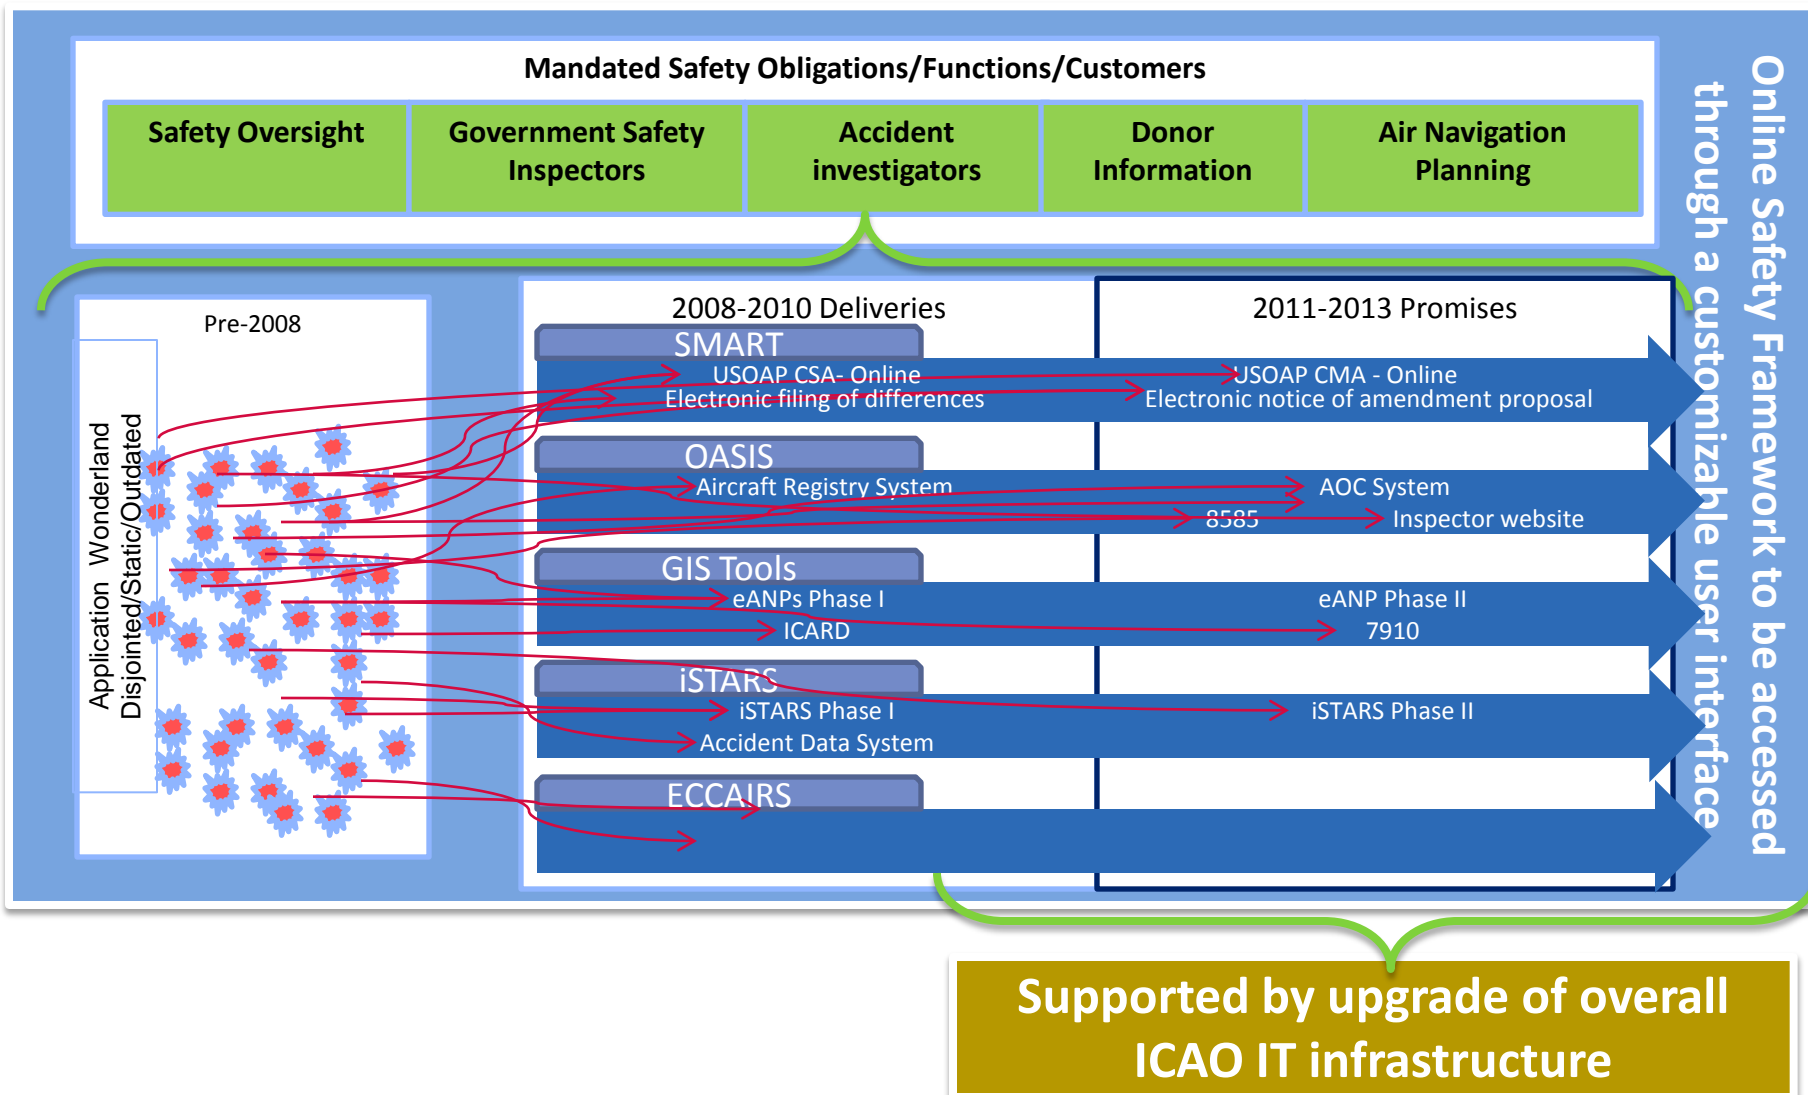 Mandated Safety Obligations/Functions/Customers
Safety Oversight
Government Safety
Inspectors
Accident
investigators
Donor
Information
Air Navigation
Planning
Online Safety Framework to be accessed
through a customizable user interface
Pre-2008
Application Wonderland
Disjointed/Static/Outdated
2008-2010 Deliveries
2011-2013 Promises
SMART
USOAP CSA- Online
USOAP CMA - Online
Electronic filing of differences
Electronic notice of amendment proposal
OASIS
Aircraft Registry System
AOC System
8585
Inspector website
GIS Tools
eANPs Phase I
eANP Phase II
ICARD
7910
iSTARS
iSTARS Phase I
iSTARS Phase II
Accident Data System
ECCAIRS
Supported by upgrade of overall
ICAO IT infrastructure